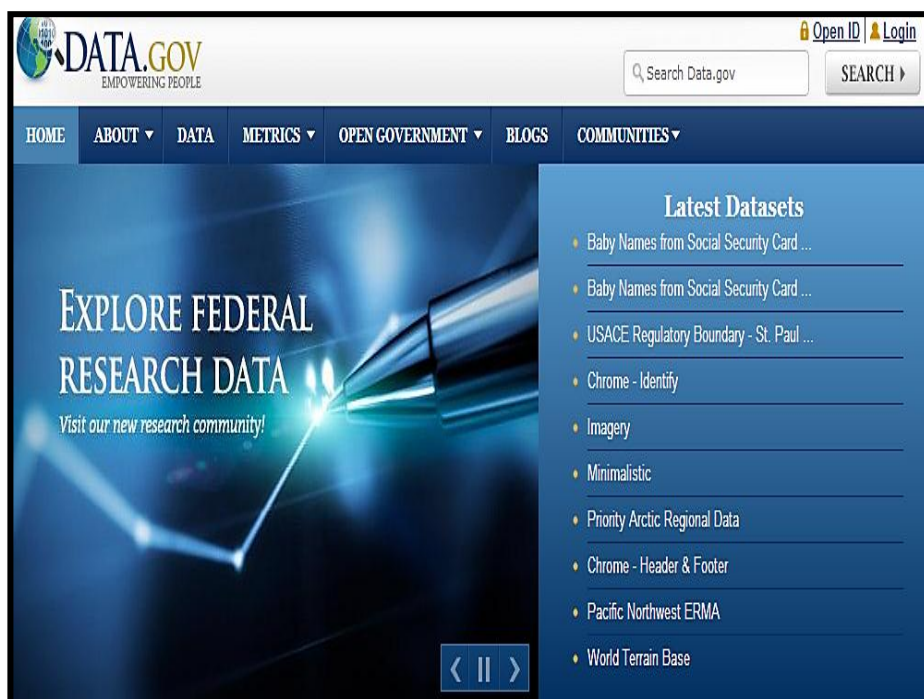 Open ID | Login
DATA.GOV
EMPOWERING PEOPLE
Search Data.gov
SEARCH
HOME ABOUT DATA METRICS OPEN GOVERNMENT BLOGS COMMUNITIES
EXPLORE FEDERAL
RESEARCH DATA
Visit our new research community!
Latest Datasets
Baby Names from Social Security Card ...
Baby Names from Social Security Card ...
USACE Regulatory Boundary - St. Paul ...
Chrome - Identify
Imagery
Minimalistic
Priority Arctic Regional Data
Chrome - Header & Footer
Pacific Northwest ERMA
World Terrain Base